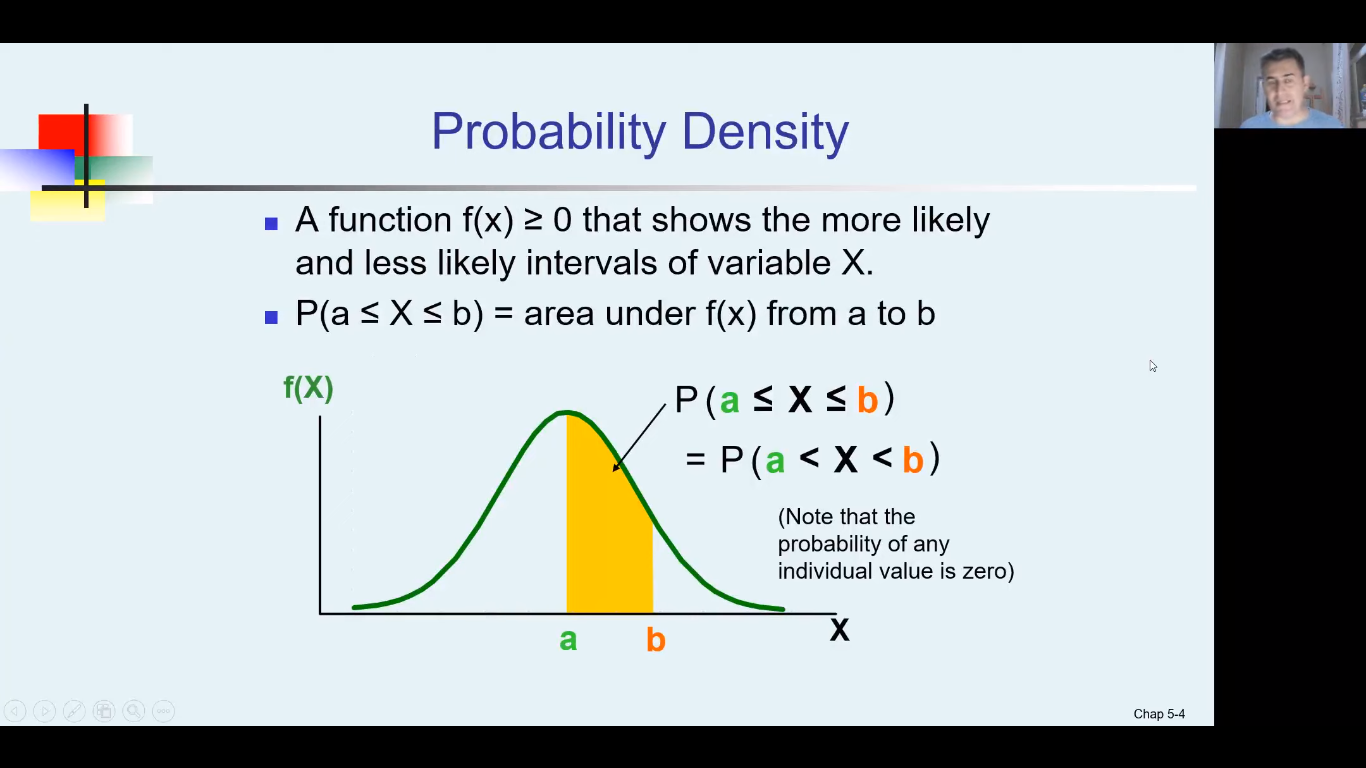 Probability Density
A function f(x) ≥ 0 that shows the more likely
and less likely intervals of variable X.
P(a ≤ X ≤ b) = area under f(x) from a to b
f(X)
P(a ≤ X ≤ b)
= P(a < X < b)
(Note that the
probability of any
individual value is zero)
a
b
X
Chap 5-4